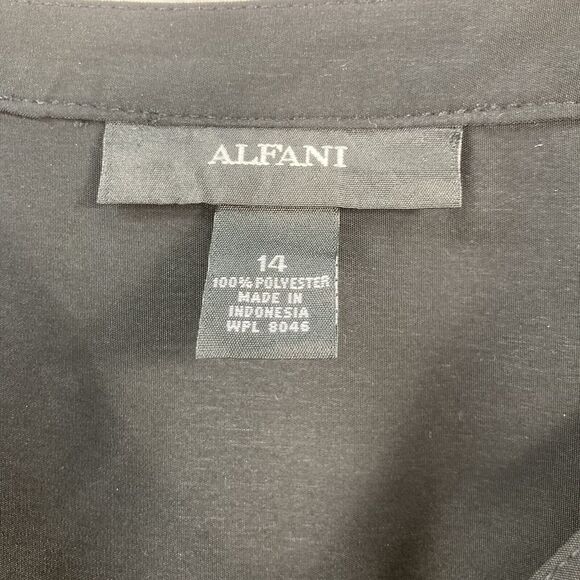 ALFANI
14
100% POLYESTER
MADE IN
INDONESIA
WPL 8046